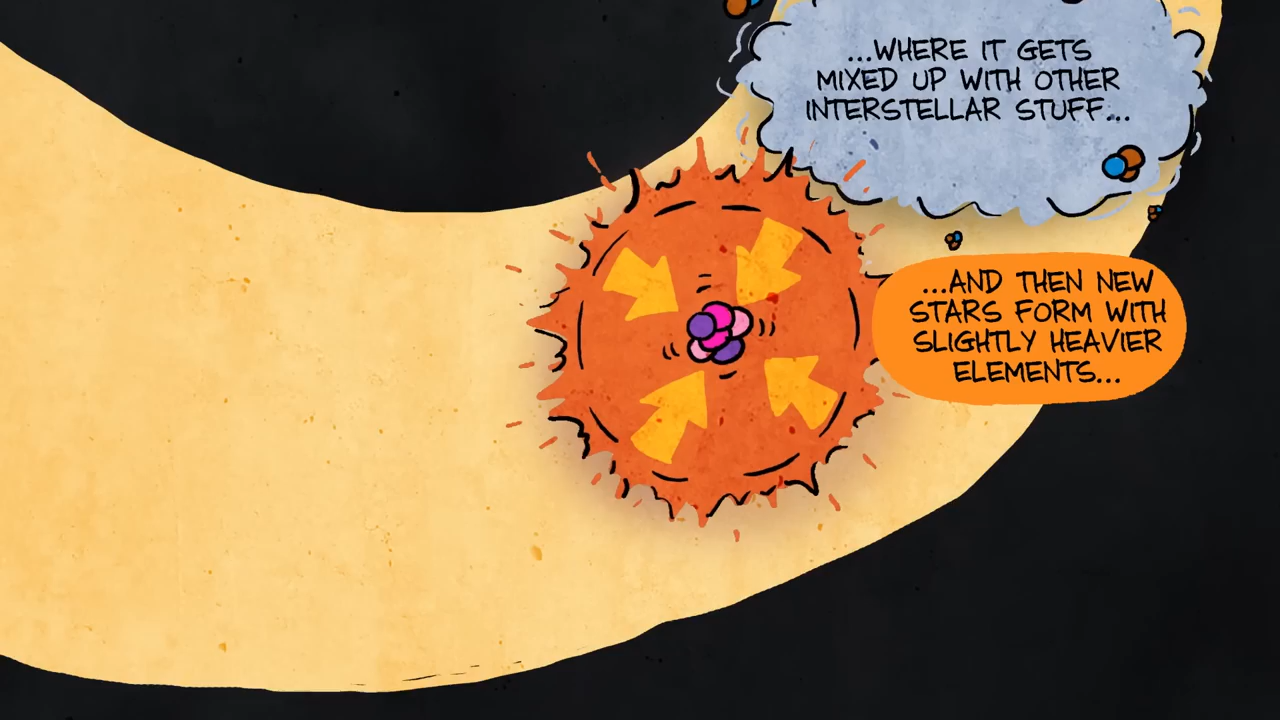 ...WHERE IT GETS
MIXED UP WITH OTHER
INTERSTELLAR STUFF...
...AND THEN NEW
STARS FORM WITH
SLIGHTLY HEAVIER
ELEMENTS...